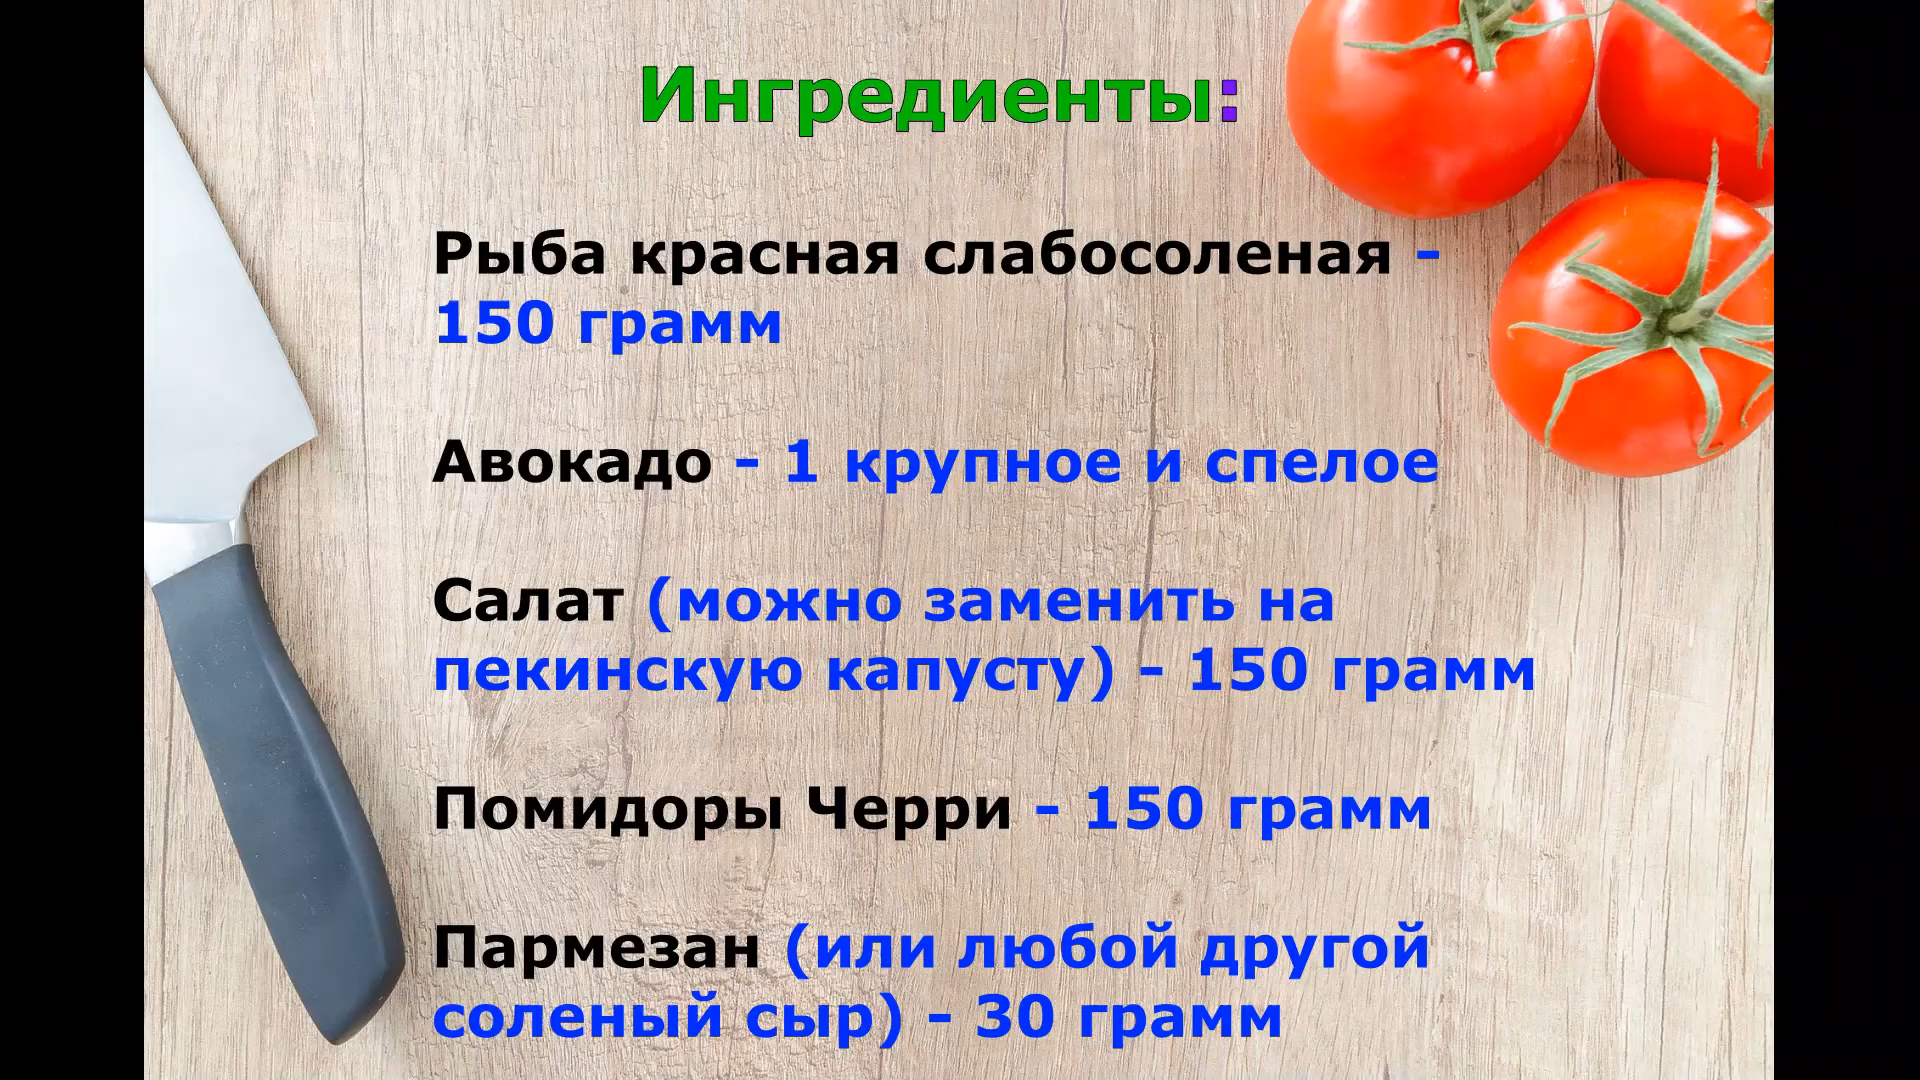 Ингредиенты:
Рыба красная слабосоленая -
150 грамм
Авокадо - 1 крупное и спелое
Салат (можно заменить на
пекинскую капусту) - 150 грамм
Помидоры Черри - 150 грамм
Пармезан (или любой другой
соленый сыр) - 30 грамм